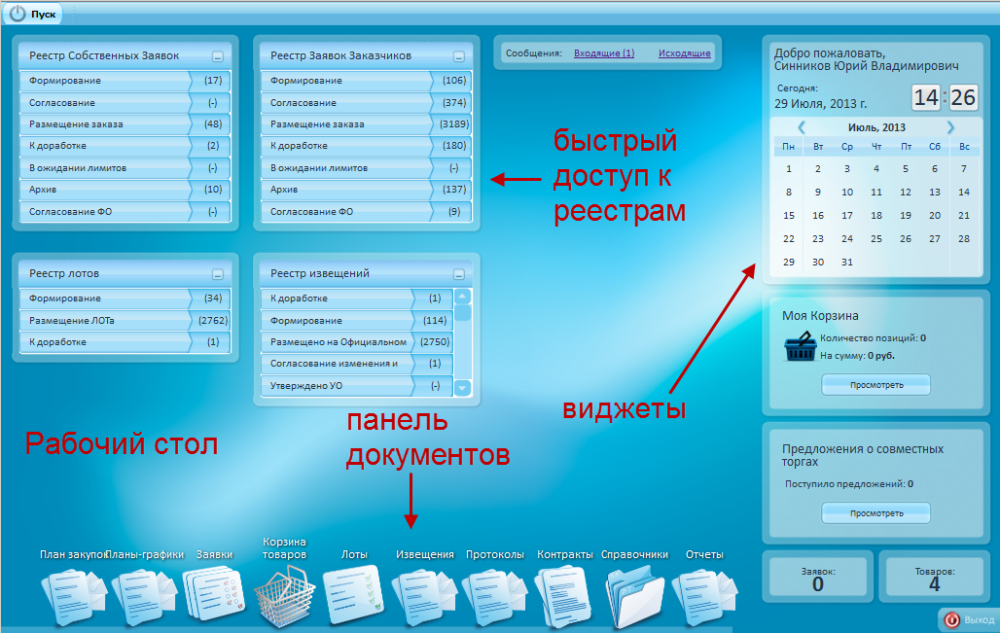 Пуск
Реестр Собственных Заявок
Формирование (17)
Согласование (-)
Размещение заказа (48)
К доработке (2)
В ожидании лимитов (-)
Архив (10)
Согласование ФО (-)
Реестр Заявок Заказчиков
Формирование (106)
Согласование (374)
Размещение заказа (3189)
К доработке (180)
В ожидании лимитов (-)
Архив (137)
Согласование ФО (9)
Сообщения: Входящие (1) Исходящие
быстрый
доступ к
реестрам
Добро пожаловать,
Синников Юрий Владимирович
Сегодня:
29 Июля, 2013 г.
14:26
Июль, 2013
Пн Вт Ср Чт Пт Сб Вс
1 2 3 4 5 6 7
8 9 10 11 12 13 14
15 16 17 18 19 20 21
22 23 24 25 26 27 28
29 30 31
Реестр лотов
Формирование (34)
Размещение ЛОТа (2762)
К доработке (1)
Реестр извещений
К доработке (1)
Формирование (114)
Размещено на Официальном (2750)
Согласование изменения и (1)
Утверждено УО (-)
Моя Корзина
Количество позиций: 0
На сумму: 0 руб.
Просмотреть
виджеты
Рабочий стол
панель
документов
Предложения о совместных
торгах
Поступило предложений: 0
Просмотреть
План закупок
Планы-графики
Заявки
Корзина
товаров
Лоты
Извещения
Протоколы
Контракты
Справочники
Отчеты
Заявок:
0
Товаров:
4
Выход